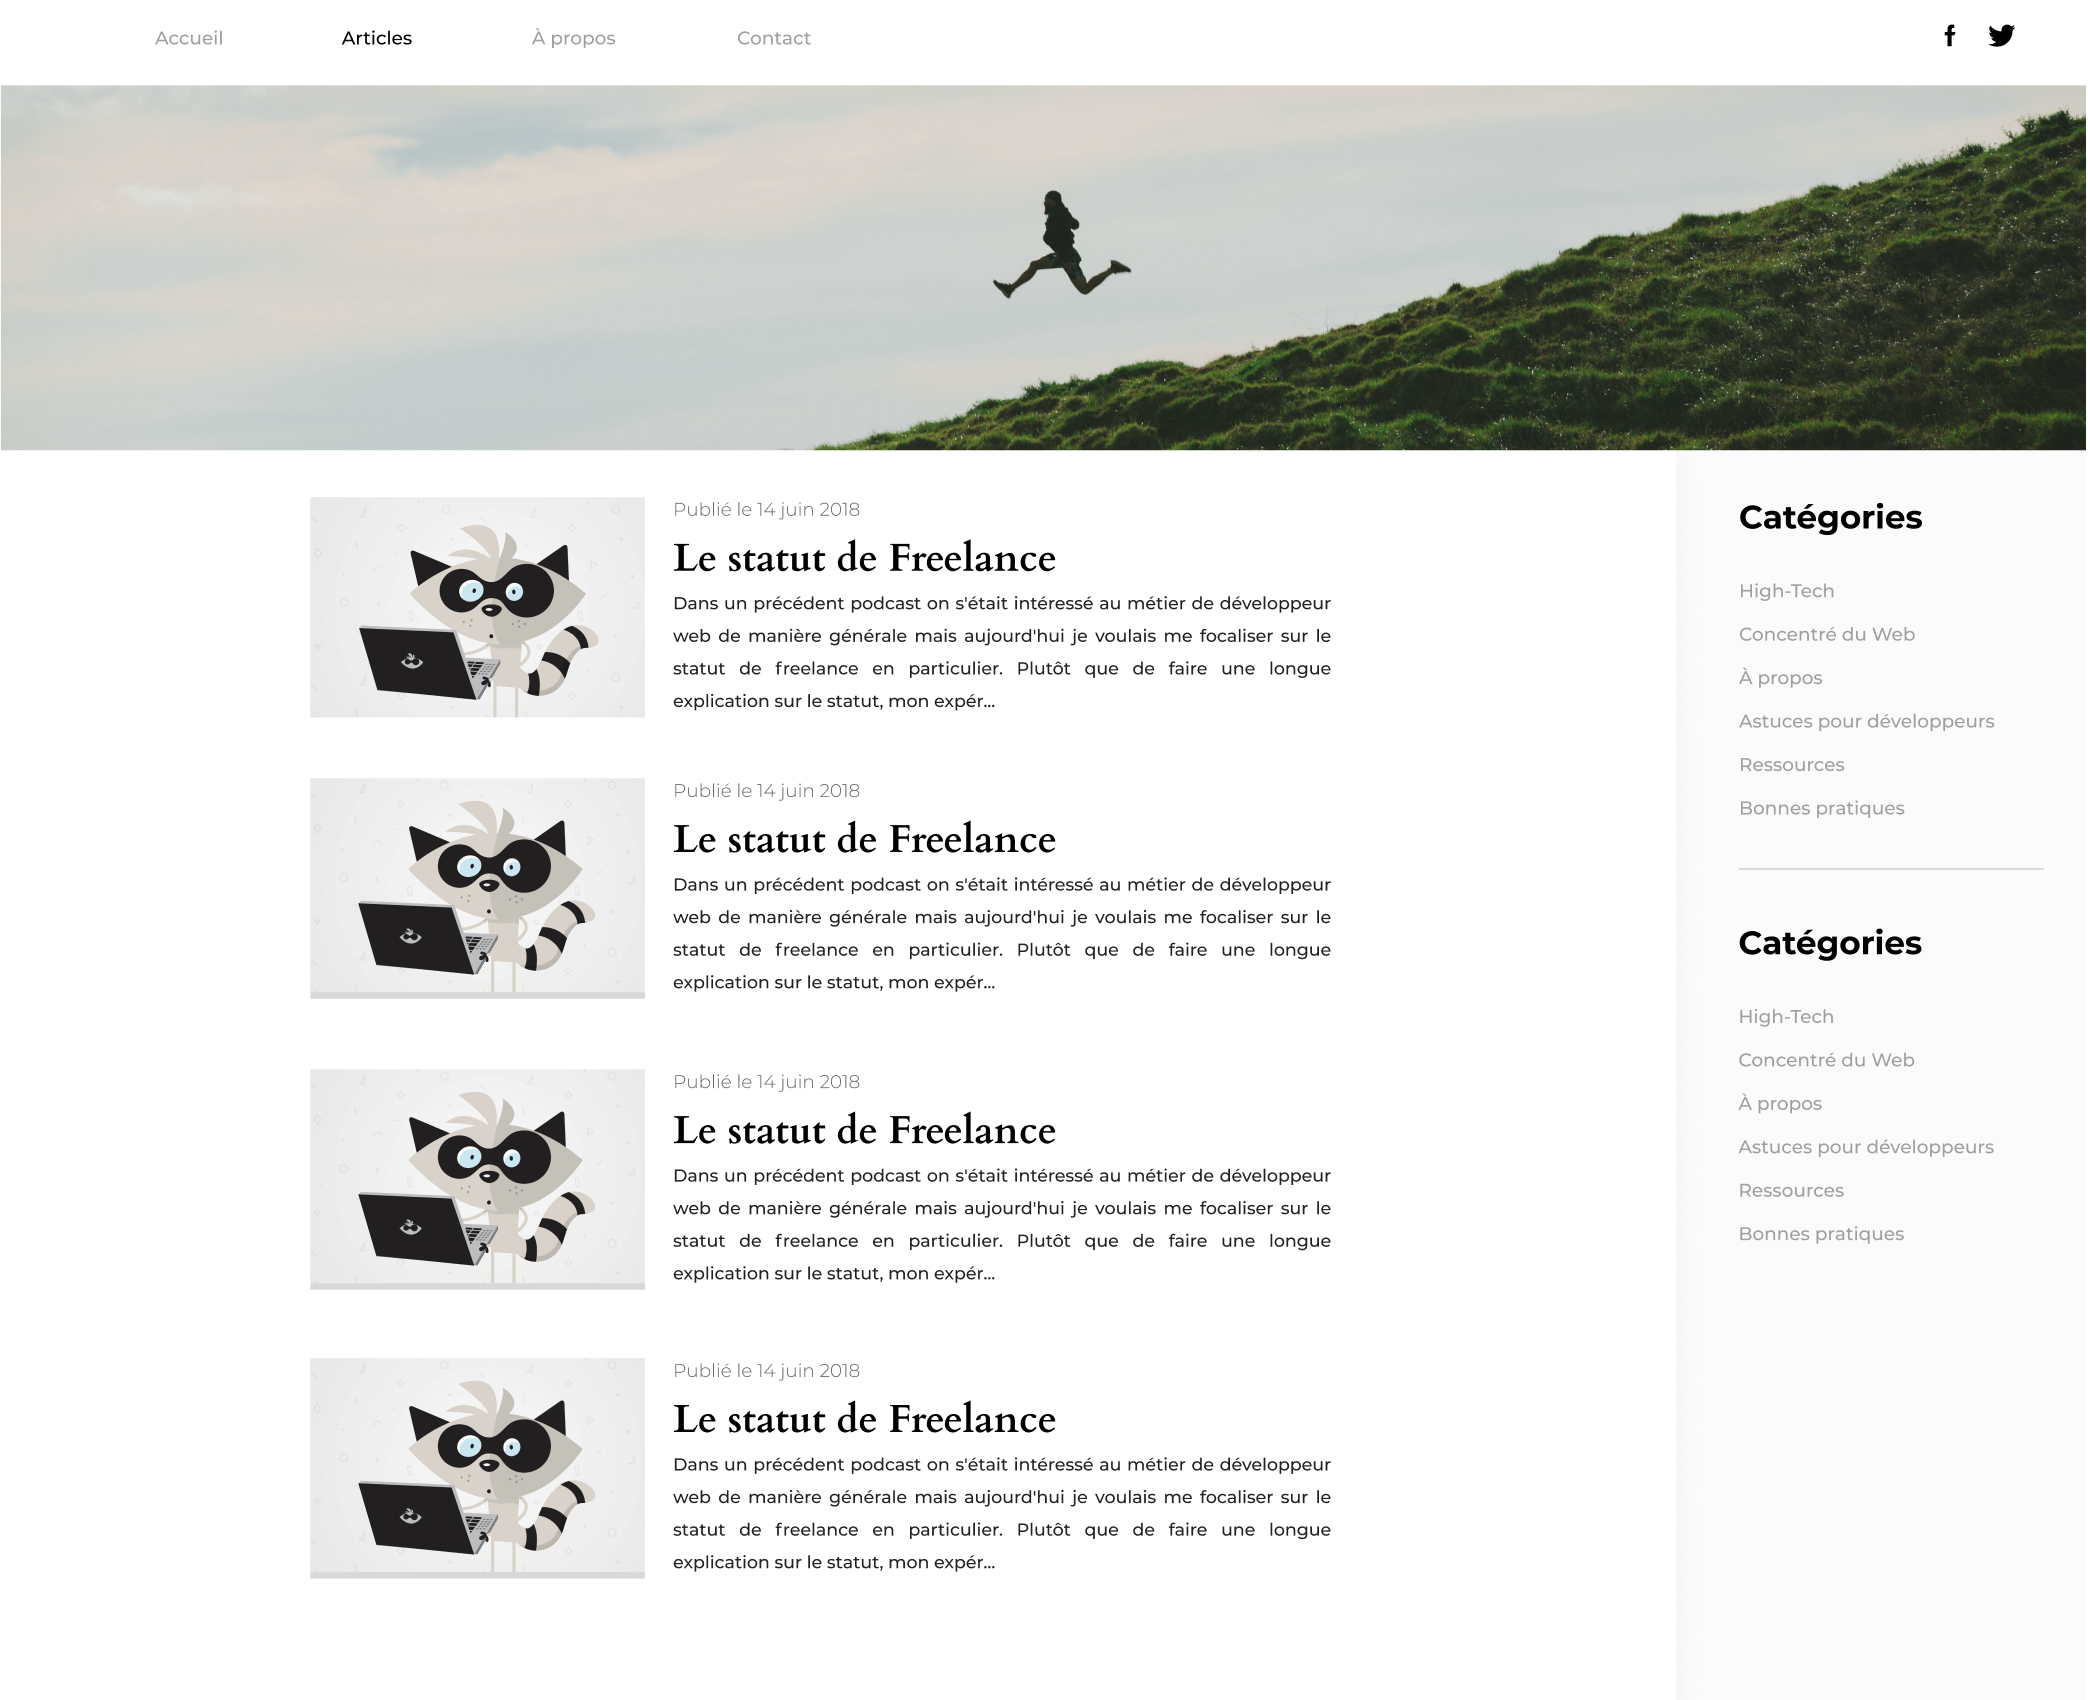 Accueil
Articles
À propos
Contact
Publié le 14 juin 2018
Le statut de Freelance
Dans un précédent podcast on s'était intéressé au métier de développeur
web de manière générale mais aujourd'hui je voulais me focaliser sur le
statut de freelance en particulier. Plutôt que de faire une longue
explication sur le statut, mon expér...
Publié le 14 juin 2018
Le statut de Freelance
Dans un précédent podcast on s'était intéressé au métier de développeur
web de manière générale mais aujourd'hui je voulais me focaliser sur le
statut de freelance en particulier. Plutôt que de faire une longue
explication sur le statut, mon expér...
Publié le 14 juin 2018
Le statut de Freelance
Dans un précédent podcast on s'était intéressé au métier de développeur
web de manière générale mais aujourd'hui je voulais me focaliser sur le
statut de freelance en particulier. Plutôt que de faire une longue
explication sur le statut, mon expér...
Publié le 14 juin 2018
Le statut de Freelance
Dans un précédent podcast on s'était intéressé au métier de développeur
web de manière générale mais aujourd'hui je voulais me focaliser sur le
statut de freelance en particulier. Plutôt que de faire une longue
explication sur le statut, mon expér...
Catégories
High-Tech
Concentré du Web
À propos
Astuces pour développeurs
Ressources
Bonnes pratiques
Catégories
High-Tech
Concentré du Web
À propos
Astuces pour développeurs
Ressources
Bonnes pratiques